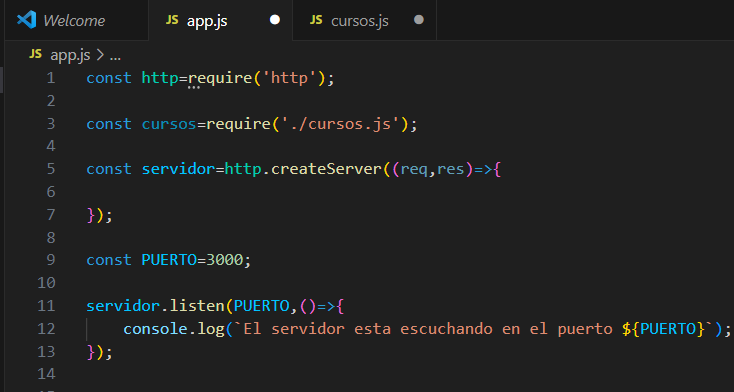 Welcome
JS app.js ●
JS cursos.js ●
JS app.js > ...
1 const http=require('http');
2
3 const cursos=require('./cursos.js');
4
5 const servidor=http.createServer((req,res)=>{
6
7 });
8
9 const PUERTO=3000;
10
11 servidor.listen(PUERTO,()=>{
12 console.log(`El servidor esta escuchando en el puerto ${PUERTO}`);
13 });
14
15